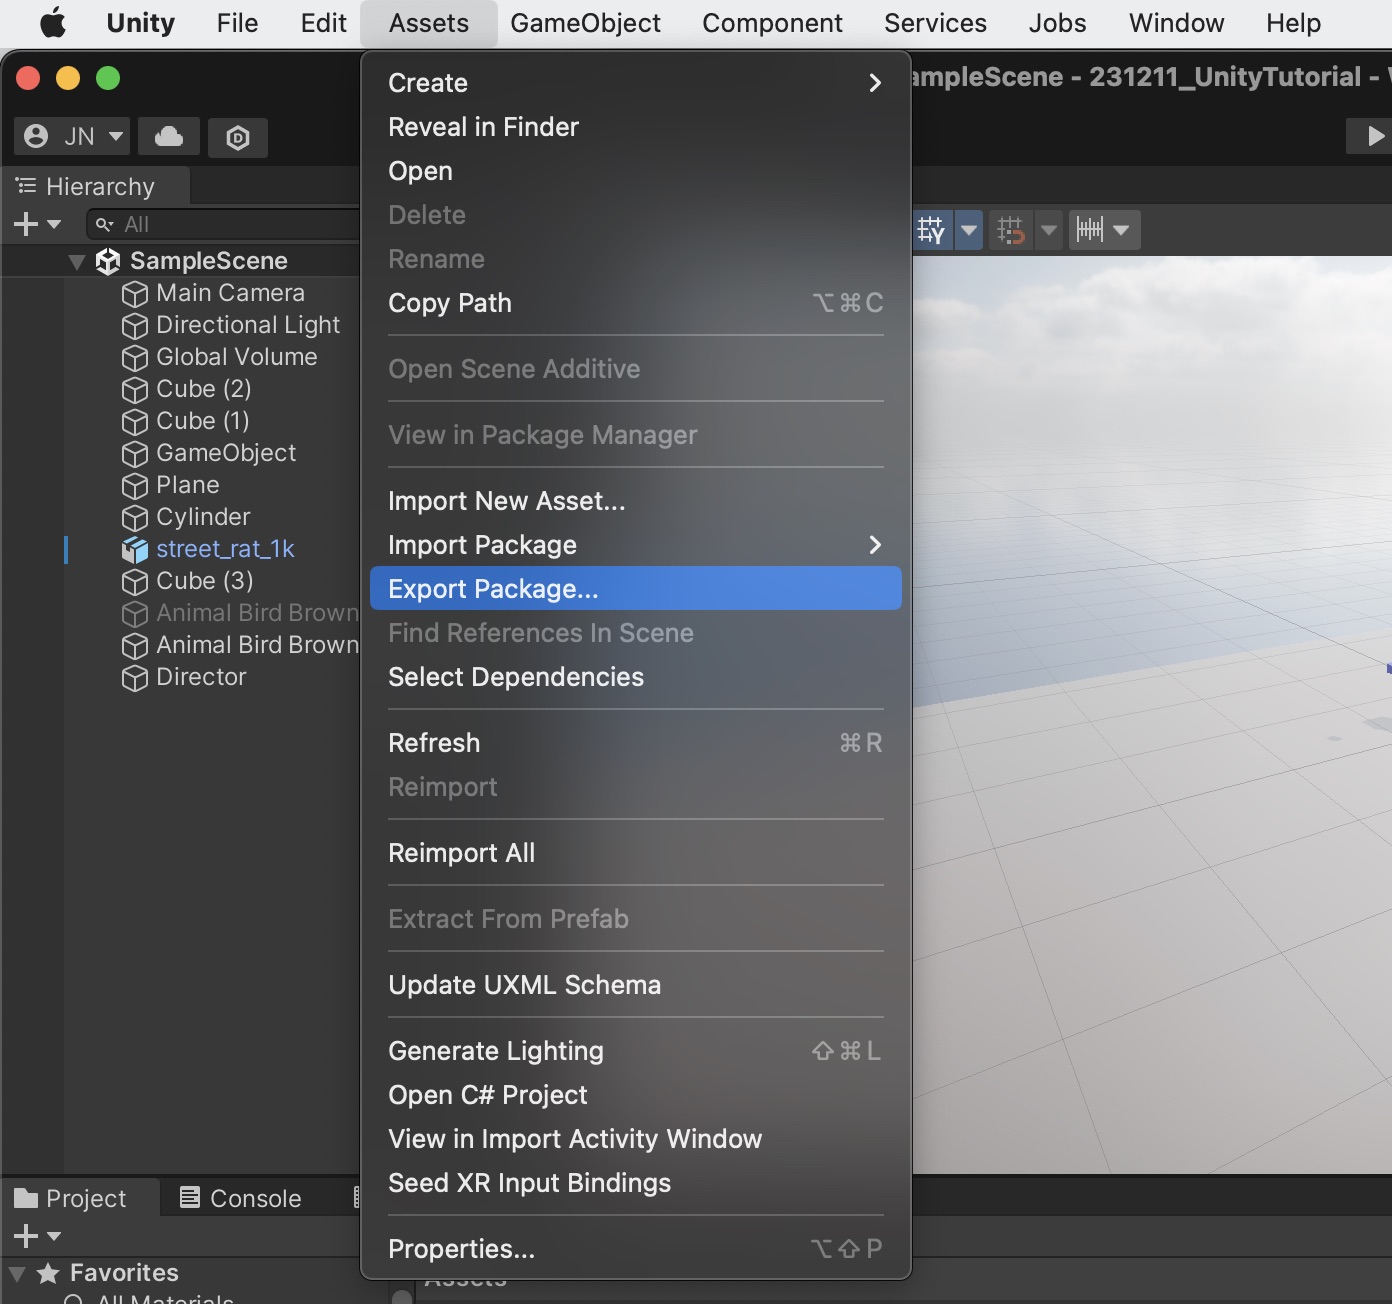 Unity File Edit Assets GameObject Component Services Jobs Window Help
ampleScene - 231211_UnityTutorial -
JN
Hierarchy
All
SampleScene
Main Camera
Directional Light
Global Volume
Cube (2)
Cube (1)
GameObject
Plane
Cylinder
street_rat_1k
Cube (3)
Animal Bird Brown
Animal Bird Brown
Director
Create
Reveal in Finder
Open
Delete
Rename
Copy Path ⌥⌘C
Open Scene Additive
View in Package Manager
Import New Asset...
Import Package
Export Package...
Find References In Scene
Select Dependencies
Refresh ⌘R
Reimport
Reimport All
Extract From Prefab
Update UXML Schema
Generate Lighting ⇧⌘L
Open C# Project
View in Import Activity Window
Seed XR Input Bindings
Properties... ⌥⇧P
Project Console
Favorites
All Materials
Assets